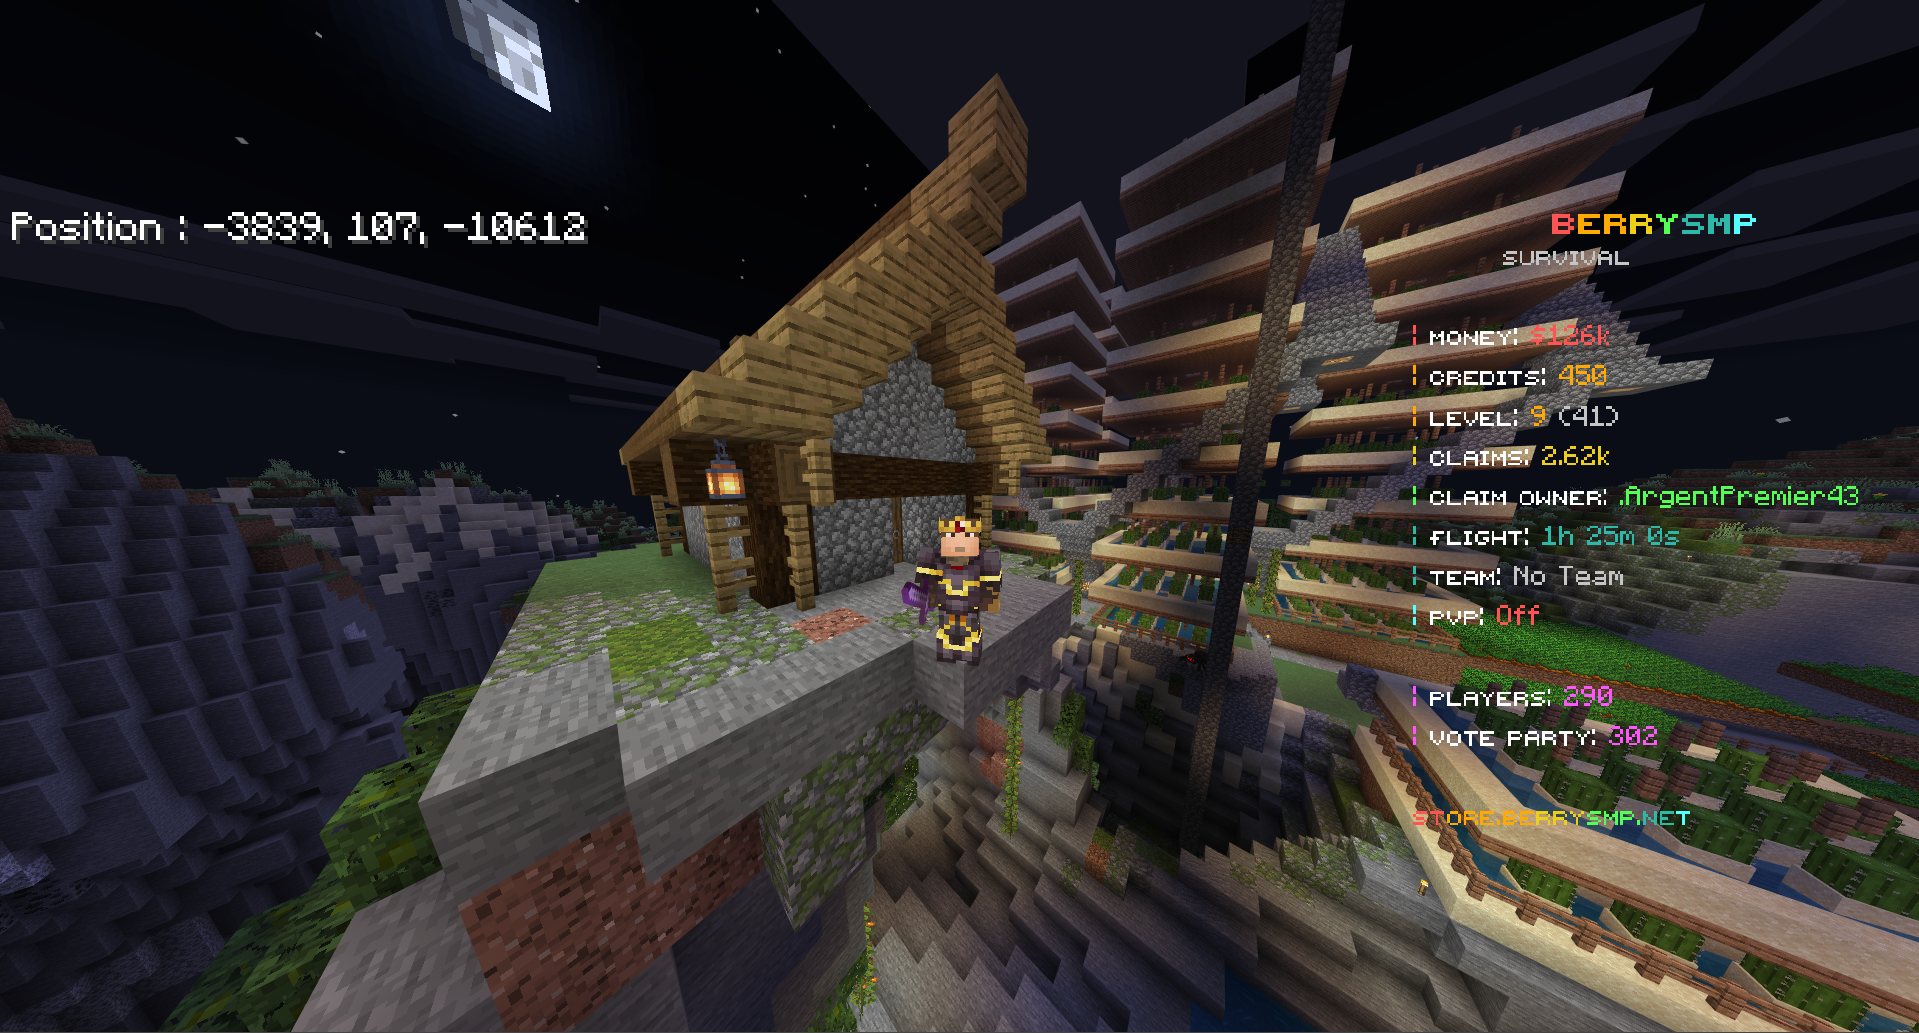 Position : -3839, 107, -10612
BERRYSMP
SURVIVAL
MONEY: $126k
CREDITS: 450
LEVEL: 9 (41)
CLAIMS: 2.62k
CLAIM OWNER: .ArgentPremier43
FLIGHT: 1h 25m 0s
TEAM: No Team
PVP: Off
PLAYERS: 290
VOTE PARTY: 302
STORE.BERRYSMP.NET